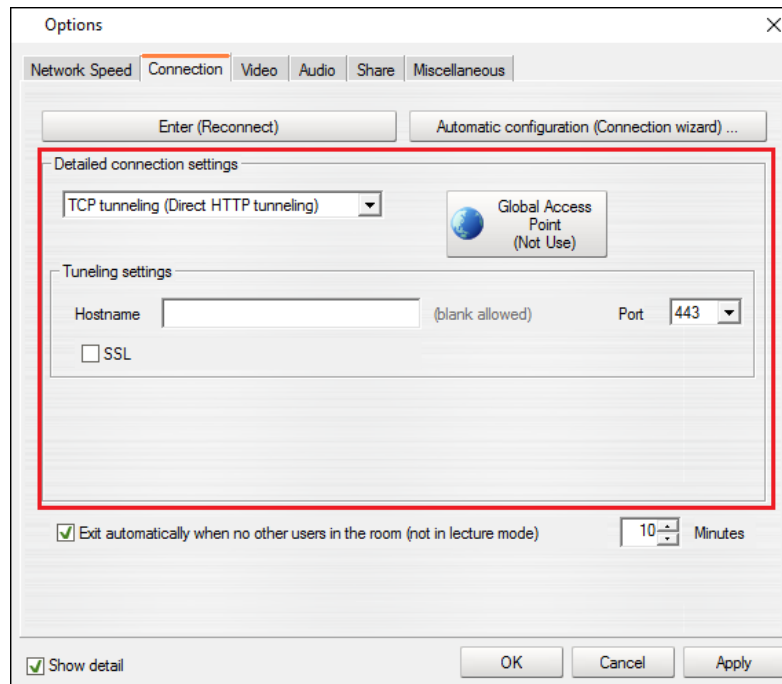 Options
Network Speed Connection Video Audio Share Miscellaneous
Enter (Reconnect) Automatic configuration (Connection wizard) ...
Detailed connection settings
TCP tunneling (Direct HTTP tunneling)
Global Access
Point
(Not Use)
Tuneling settings
Hostname (blank allowed) Port 443
SSL
Exit automatically when no other users in the room (not in lecture mode) 10 Minutes
Show detail OK Cancel Apply